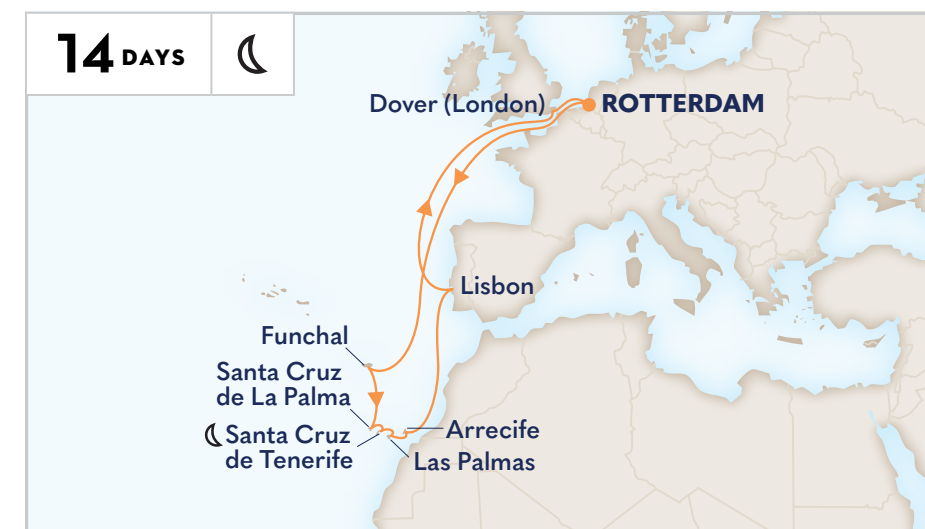 14 DAYS
Dover (London)
ROTTERDAM
Lisbon
Funchal
Santa Cruz
de La Palma
Santa Cruz
de Tenerife
Arrecife
Las Palmas